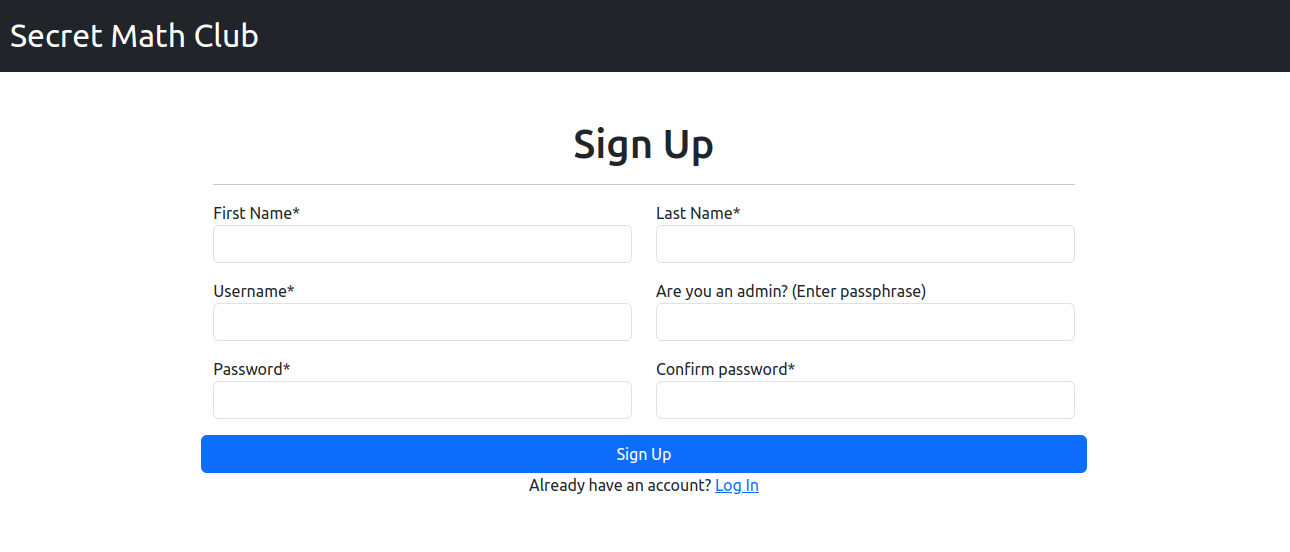 Secret Math Club
Sign Up
First Name*
Last Name*
Username*
Are you an admin? (Enter passphrase)
Password*
Confirm password*
Sign Up
Already have an account? Log In